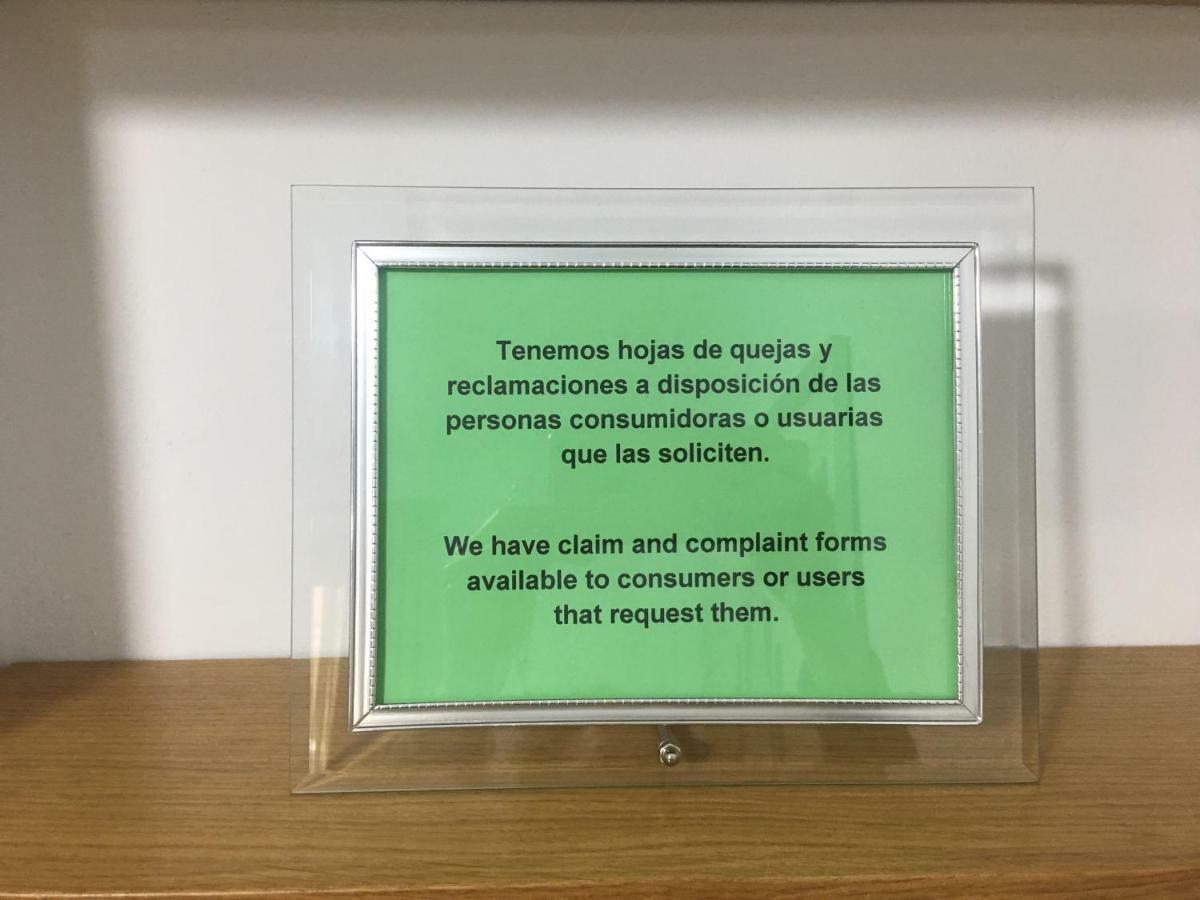 Tenemos hojas de quejas y
reclamaciones a disposición de las
personas consumidoras o usuarias
que las soliciten.
We have claim and complaint forms
available to consumers or users
that request them.